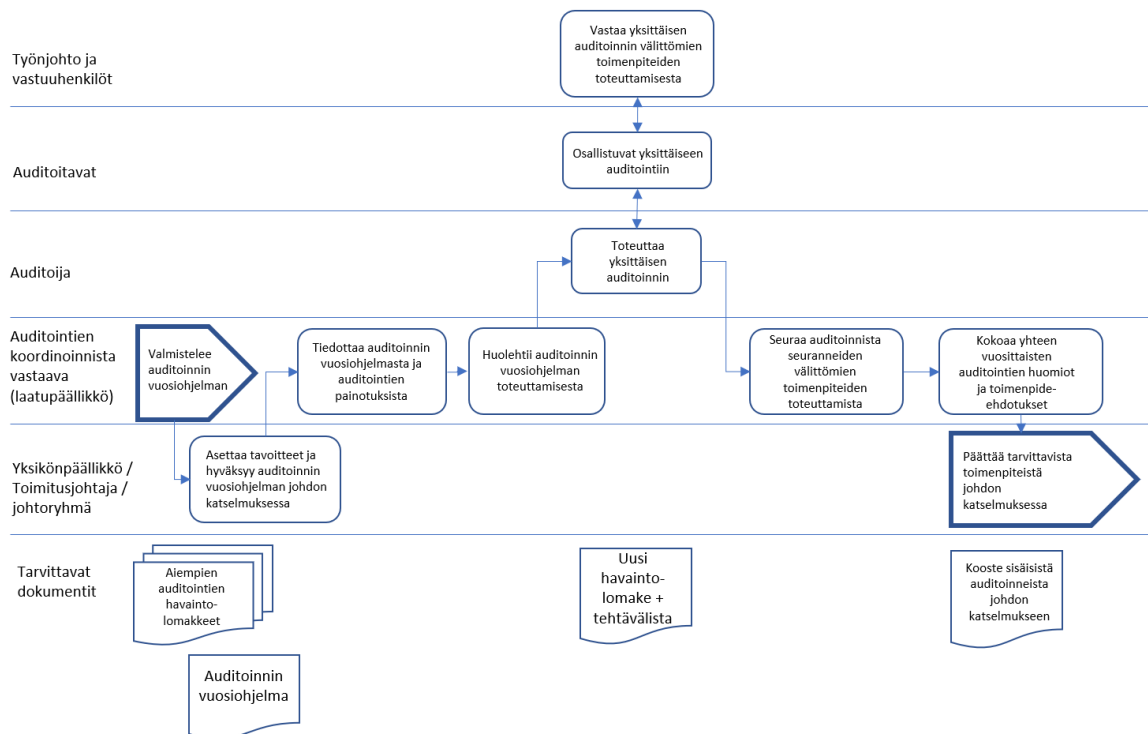 Työnjohto ja
vastuuhenkilöt
Vastaa yksittäisen
auditoinnin välittömien
toimenpiteiden
toteuttamisesta
Auditoitavat
Osallistuvat yksittäiseen
auditointiin
Auditoija
Toteuttaa
yksittäisen
auditoinnin
Auditointien
koordinoinnista
vastaava
(laatupäällikkö)
Valmistelee
auditoinnin
vuosiohjelman
Tiedottaa auditoinnin
vuosiohjelmasta ja
auditointien
painotuksista
Huolehtii auditoinnin
vuosiohjelman
toteuttamisesta
Seuraa auditoinnista
seuranneiden
välittömien
toimenpiteiden
toteuttamista
Kokoaa yhteen
vuosittaisten
auditointien huomiot
ja toimenpide-
ehdotukset
Yksikönpäällikkö /
Toimitusjohtaja /
johtoryhmä
Asettaa tavoitteet ja
hyväksyy auditoinnin
vuosiohjelman johdon
katselmuksessa
Päättää tarvittavista
toimenpiteistä
johdon
katselmuksessa
Tarvittavat
dokumentit
Aiempien
auditointien
havainto-
lomakkeet
Auditoinnin
vuosiohjelma
Uusi
havainto-
lomake +
tehtävälista
Kooste sisäisistä
auditoinneista
johdon
katselmukseen